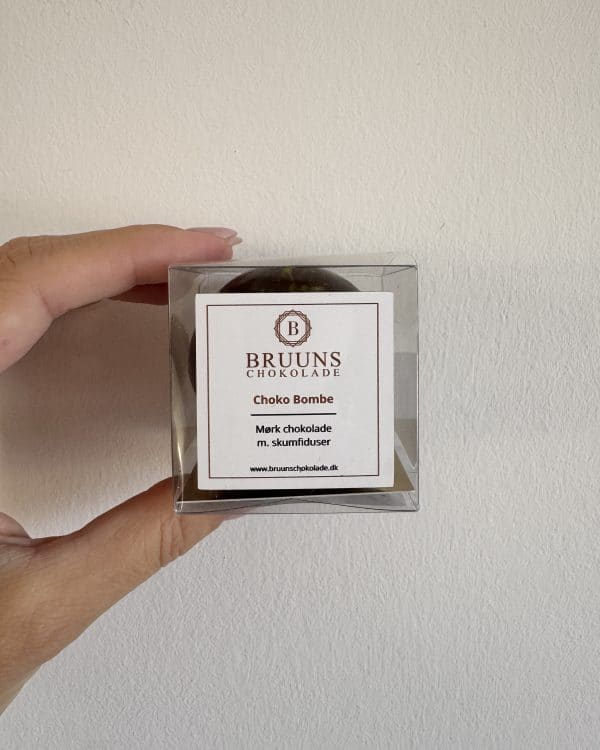 B
BRUUNS
CHOKOLADE
Choko Bombe
Mørk chokolade
m. skumfiduser
www.bruunschokolade.dk